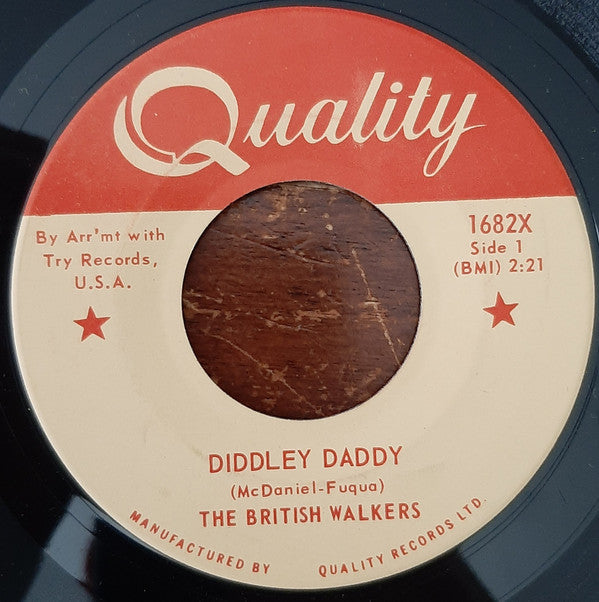 Quality
By Arr'mt with
Try Records,
U.S.A.
1682X
Side 1
(BMI) 2:21
DIDDLEY DADDY
(McDaniel-Fuqua)
THE BRITISH WALKERS
MANUFACTURED BY QUALITY RECORDS LTD.